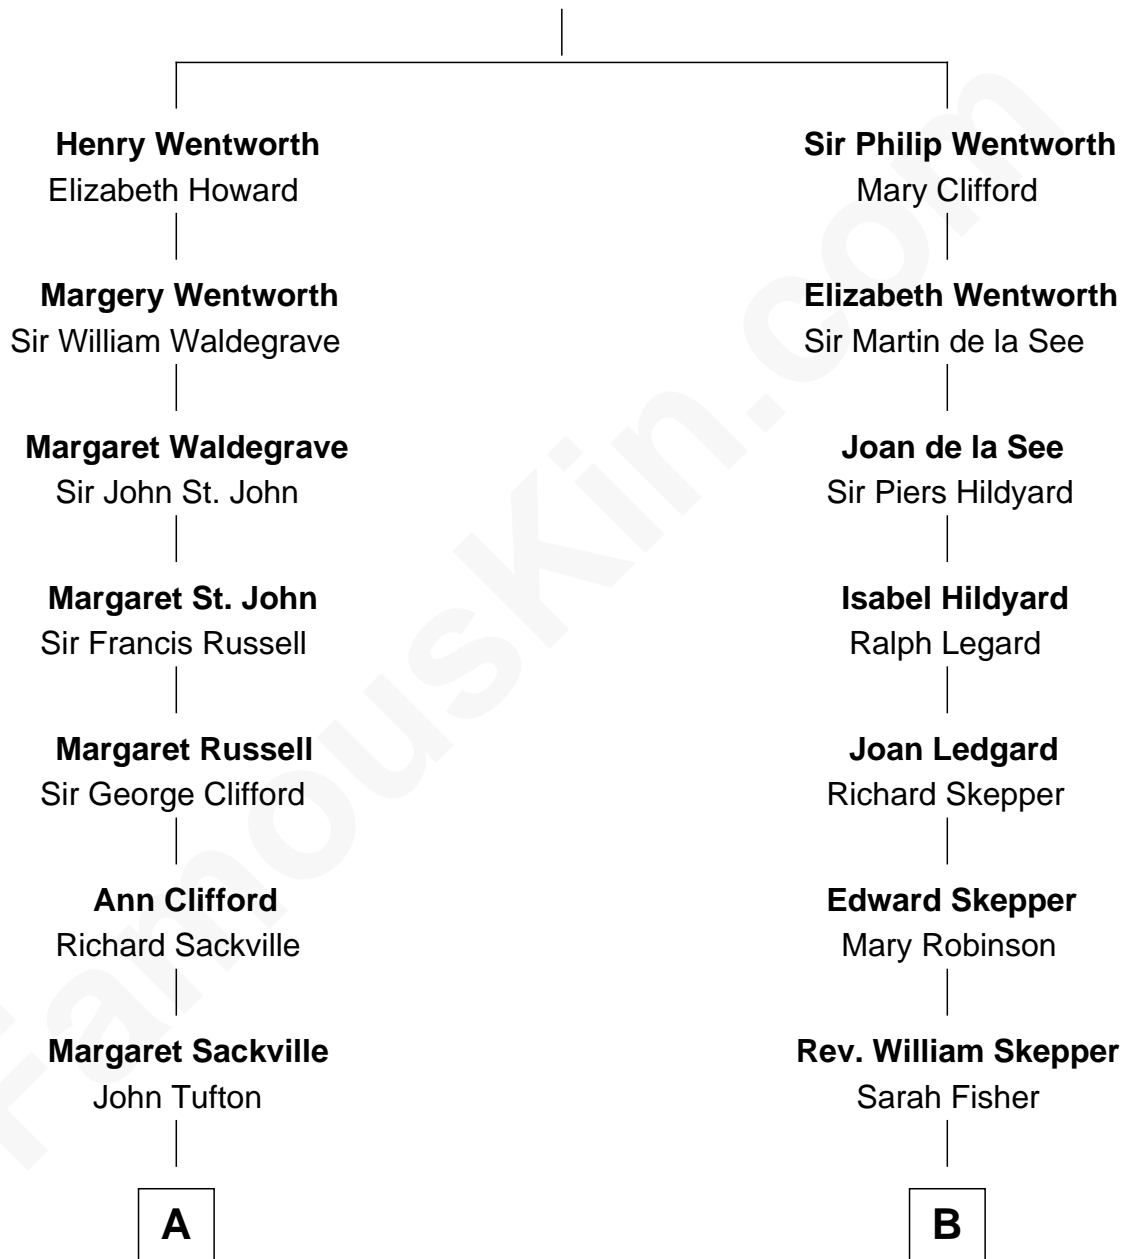 Henry Wentworth
Elizabeth Howard
Margery Wentworth
Sir William Waldegrave
Margaret Waldegrave
Sir John St. John
Margaret St. John
Sir Francis Russell
Margaret Russell
Sir George Clifford
Ann Clifford
Richard Sackville
Margaret Sackville
John Tufton
A
Sir Philip Wentworth
Mary Clifford
Elizabeth Wentworth
Sir Martin de la See
Joan de la See
Sir Piers Hildyard
Isabel Hildyard
Ralph Legard
Joan Ledgard
Richard Skepper
Edward Skepper
Mary Robinson
Rev. William Skepper
Sarah Fisher
B
FamousKin.com